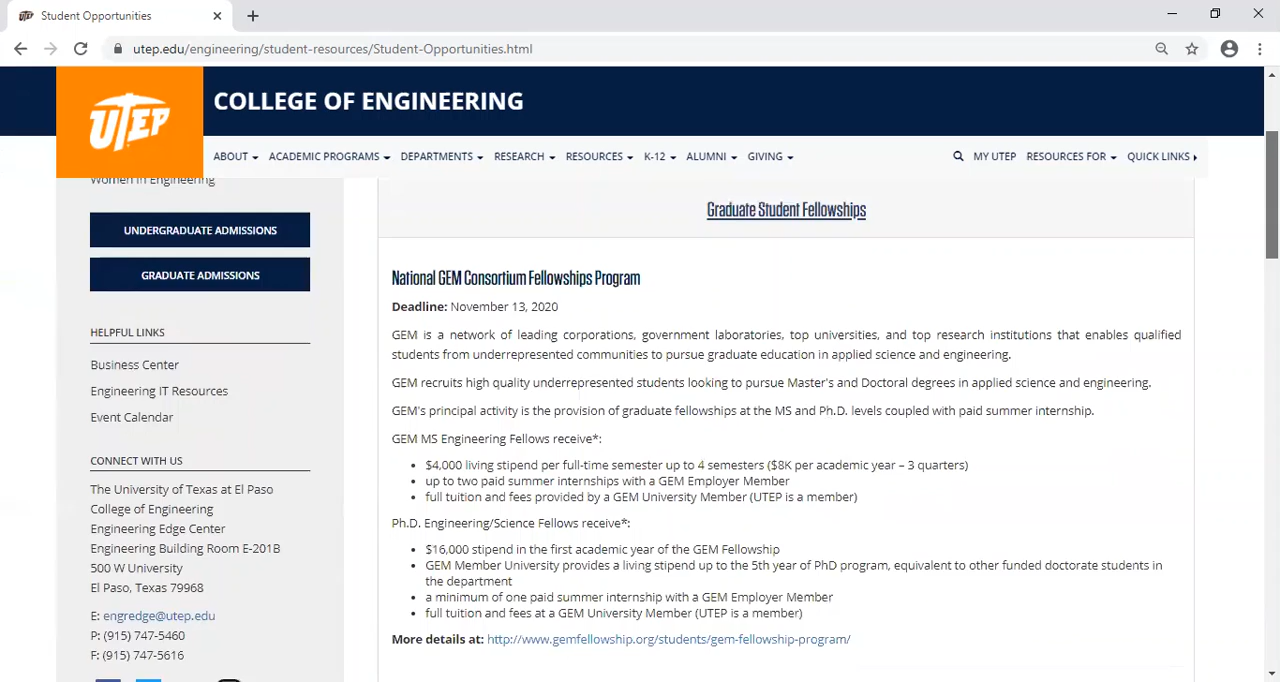 Student Opportunities
utep.edu/engineering/student-resources/Student-Opportunities.html
UTEP
COLLEGE OF ENGINEERING
ABOUT ACADEMIC PROGRAMS DEPARTMENTS RESEARCH RESOURCES K-12 ALUMNI GIVING MY UTEP RESOURCES FOR QUICK LINKS
Women in Engineering
UNDERGRADUATE ADMISSIONS
GRADUATE ADMISSIONS
HELPFUL LINKS
Business Center
Engineering IT Resources
Event Calendar
CONNECT WITH US
The University of Texas at El Paso
College of Engineering
Engineering Edge Center
Engineering Building Room E-201B
500 W University
El Paso, Texas 79968
E: engredge@utep.edu
P: (915) 747-5460
F: (915) 747-5616
Graduate Student Fellowships
National GEM Consortium Fellowships Program
Deadline: November 13, 2020
GEM is a network of leading corporations, government laboratories, top universities, and top research institutions that enables qualified
students from underrepresented communities to pursue graduate education in applied science and engineering.
GEM recruits high quality underrepresented students looking to pursue Master's and Doctoral degrees in applied science and engineering.
GEM's principal activity is the provision of graduate fellowships at the MS and Ph.D. levels coupled with paid summer internship.
GEM MS Engineering Fellows receive*:
• $4,000 living stipend per full-time semester up to 4 semesters ($8K per academic year – 3 quarters)
• up to two paid summer internships with a GEM Employer Member
• full tuition and fees provided by a GEM University Member (UTEP is a member)
Ph.D. Engineering/Science Fellows receive*:
• $16,000 stipend in the first academic year of the GEM Fellowship
• GEM Member University provides a living stipend up to the 5th year of PhD program, equivalent to other funded doctorate students in
the department
• a minimum of one paid summer internship with a GEM Employer Member
• full tuition and fees at a GEM University Member (UTEP is a member)
More details at: http://www.gemfellowship.org/students/gem-fellowship-program/